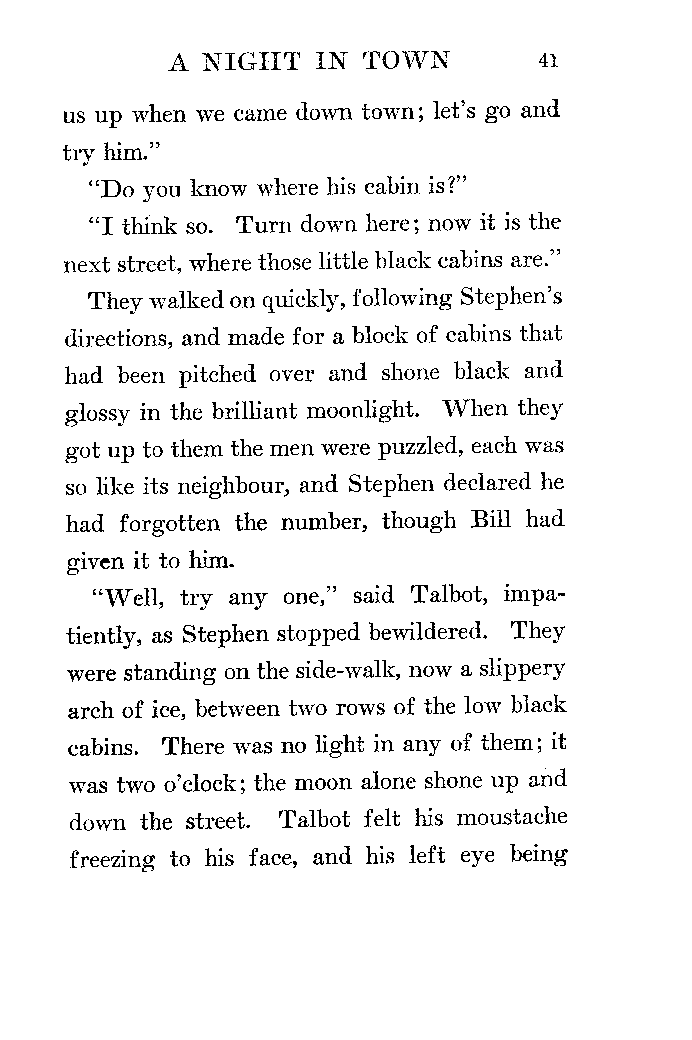 A NIGHT IN TOWN 41
us up when we came down town; let's go and
try him."
"Do you know where his cabin is?"
"I think so. Turn down here; now it is the
next street, where those little black cabins are."
They walked on quickly, following Stephen's
directions, and made for a block of cabins that
had been pitched over and shone black and
glossy in the brilliant moonlight. When they
got up to them the men were puzzled, each was
so like its neighbour, and Stephen declared he
had forgotten the number, though Bill had
given it to him.
"Well, try any one," said Talbot, impa-
tiently, as Stephen stopped bewildered. They
were standing on the side-walk, now a slippery
arch of ice, between two rows of the low black
cabins. There was no light in any of them; it
was two o'clock; the moon alone shone up and
down the street. Talbot felt his moustache
freezing to his face, and his left eye being